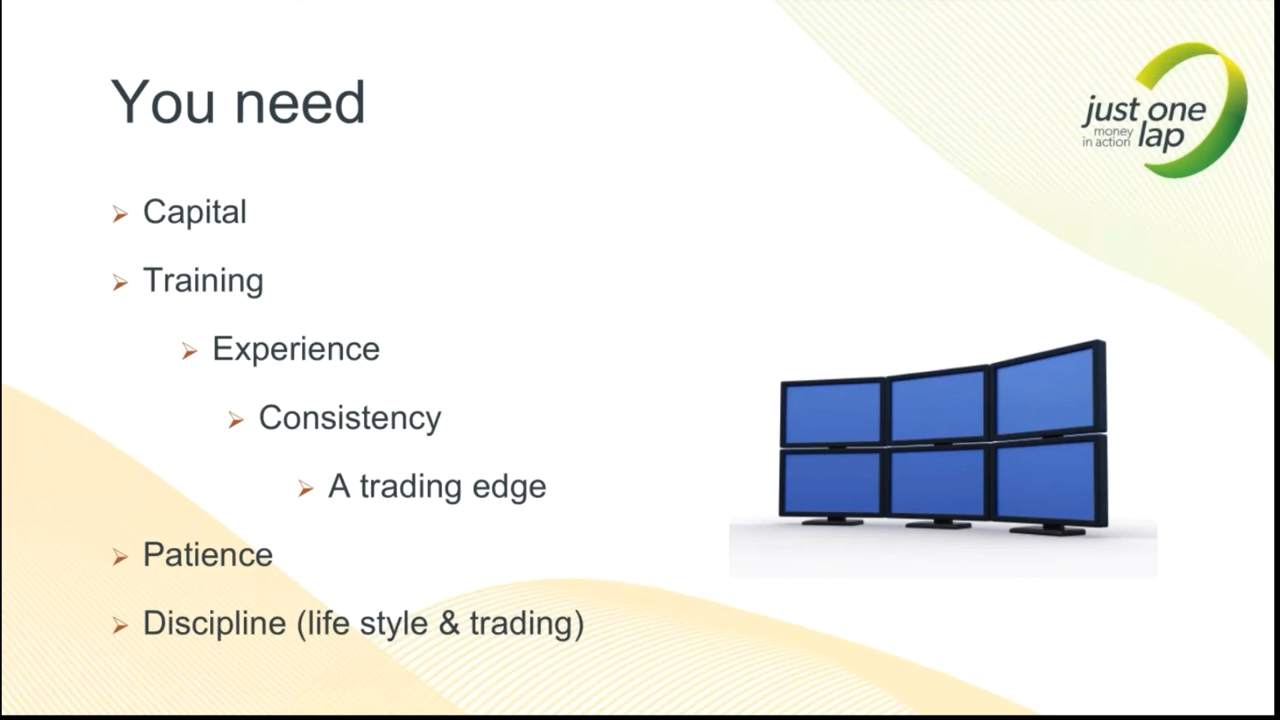 You need
just one
money
in action lap
Capital
Training
Experience
Consistency
A trading edge
Patience
Discipline (life style & trading)